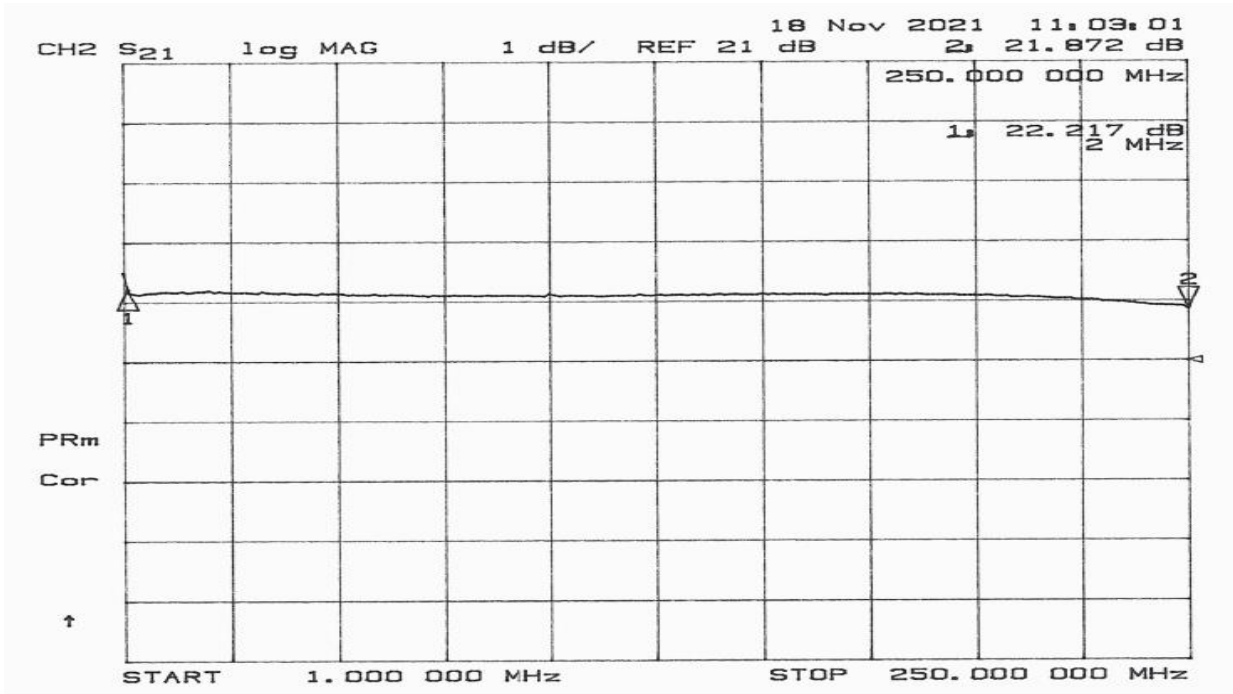 18 Nov 2021 11:03:01
CH2 S21 log MAG 1 dB/ REF 21 dB 2: 21.872 dB
250.000 000 MHz
1: 22.217 dB
2 MHz
2
1
PRm
Cor
↑
START 1.000 000 MHz STOP 250.000 000 MHz